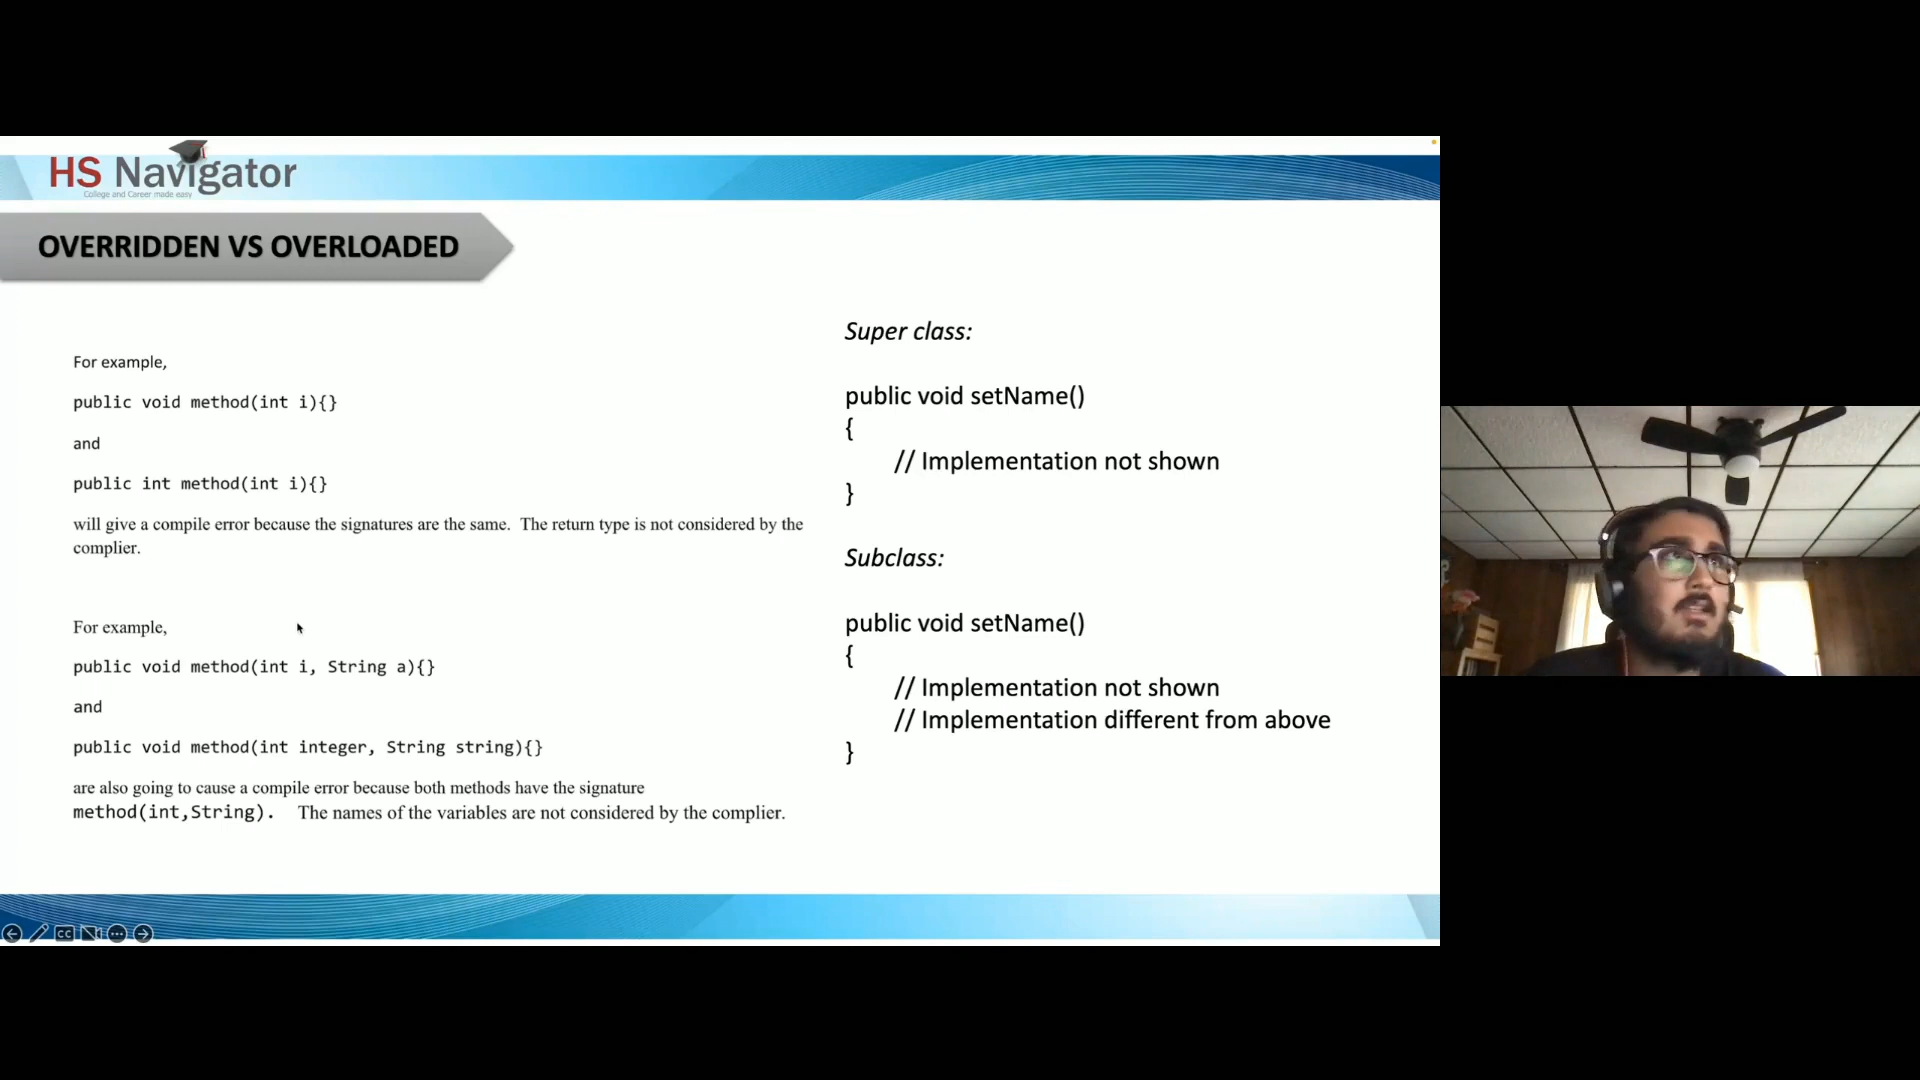 HS Navigator
College and Career made easy
OVERRIDDEN VS OVERLOADED
For example,
public void method(int i){}
and
public int method(int i){}
will give a compile error because the signatures are the same. The return type is not considered by the
complier.
For example,
public void method(int i, String a){}
and
public void method(int integer, String string){}
are also going to cause a compile error because both methods have the signature
method(int,String). The names of the variables are not considered by the complier.
Super class:
public void setName()
{
// Implementation not shown
}
Subclass:
public void setName()
{
// Implementation not shown
// Implementation different from above
}
CC